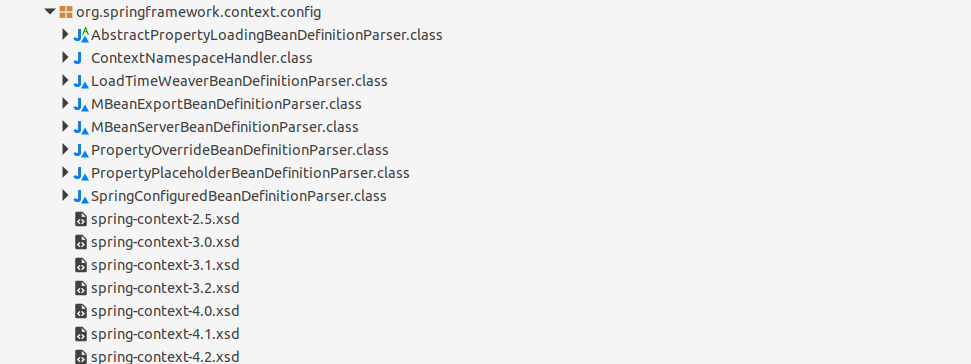 org.springframework.context.config
AbstractPropertyLoadingBeanDefinitionParser.class
ContextNamespaceHandler.class
LoadTimeWeaverBeanDefinitionParser.class
MBeanExportBeanDefinitionParser.class
MBeanServerBeanDefinitionParser.class
PropertyOverrideBeanDefinitionParser.class
PropertyPlaceholderBeanDefinitionParser.class
SpringConfiguredBeanDefinitionParser.class
spring-context-2.5.xsd
spring-context-3.0.xsd
spring-context-3.1.xsd
spring-context-3.2.xsd
spring-context-4.0.xsd
spring-context-4.1.xsd
spring-context-4.2.xsd